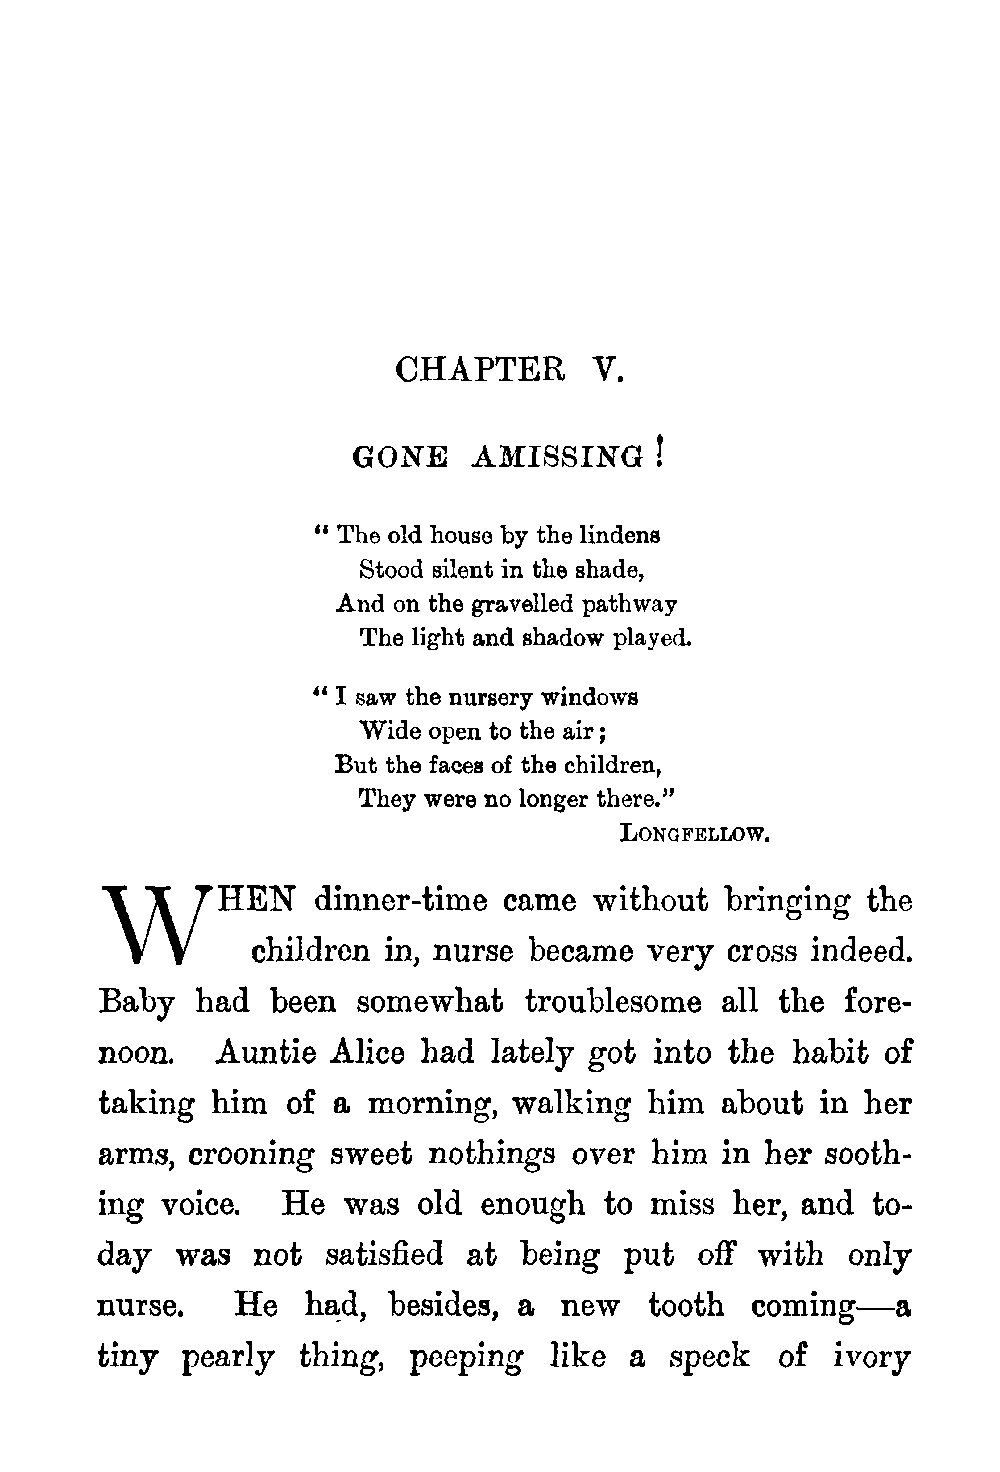 CHAPTER V.
GONE AMISSING!
“ The old house by the lindens
Stood silent in the shade,
And on the gravelled pathway
The light and shadow played.
“ I saw the nursery windows
Wide open to the air;
But the faces of the children,
They were no longer there.”
LONGFELLOW.
WHEN dinner-time came without bringing the
children in, nurse became very cross indeed.
Baby had been somewhat troublesome all the fore-
noon. Auntie Alice had lately got into the habit of
taking him of a morning, walking him about in her
arms, crooning sweet nothings over him in her sooth-
ing voice. He was old enough to miss her, and to-
day was not satisfied at being put off with only
nurse. He had, besides, a new tooth coming—a
tiny pearly thing, peeping like a speck of ivory